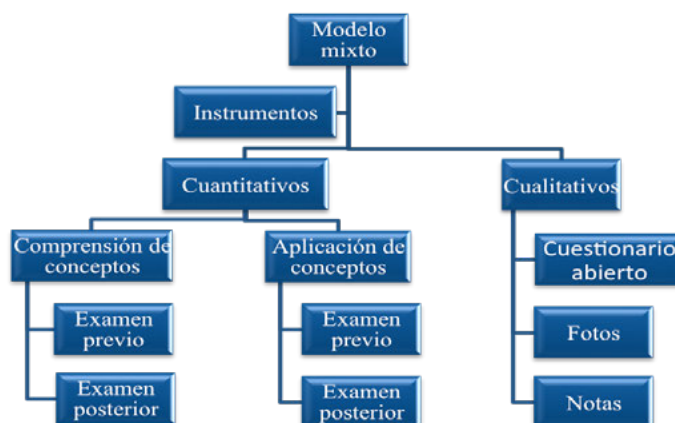 Modelo
mixto
Instrumentos
Cuantitativos
Cualitativos
Comprensión de
conceptos
Aplicación de
conceptos
Cuestionario
abierto
Examen
previo
Examen
previo
Fotos
Examen
posterior
Examen
posterior
Notas